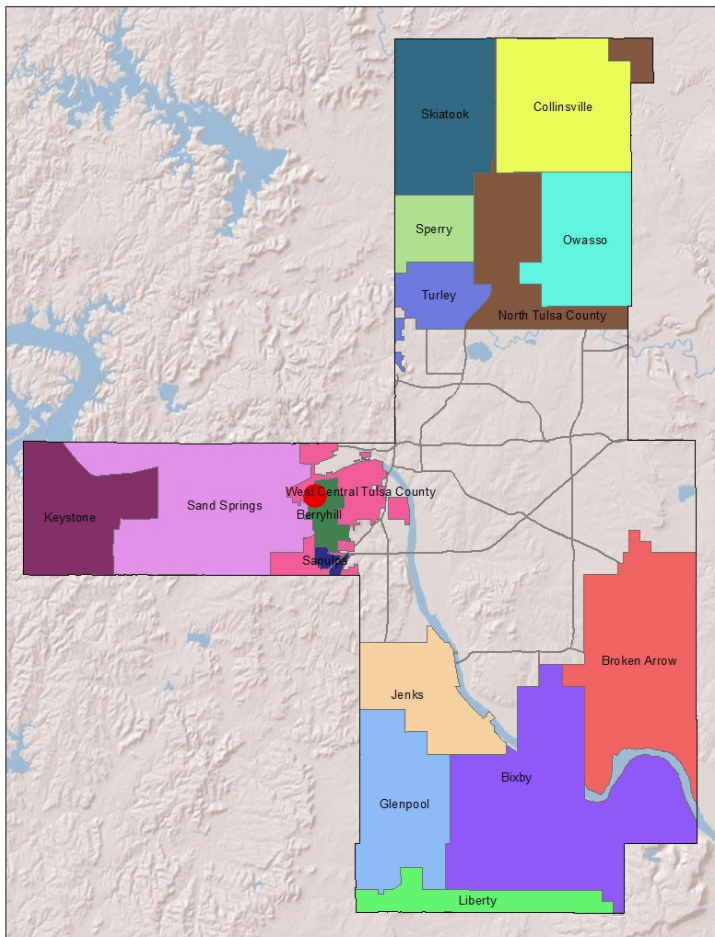 Collinsville
Skiatook
Sperry
Owasso
Turley
North Tulsa County
West Central Tulsa County
Sand Springs
Berryhill
Keystone
Sapulpa
Broken Arrow
Jenks
Bixby
Glenpool
Liberty